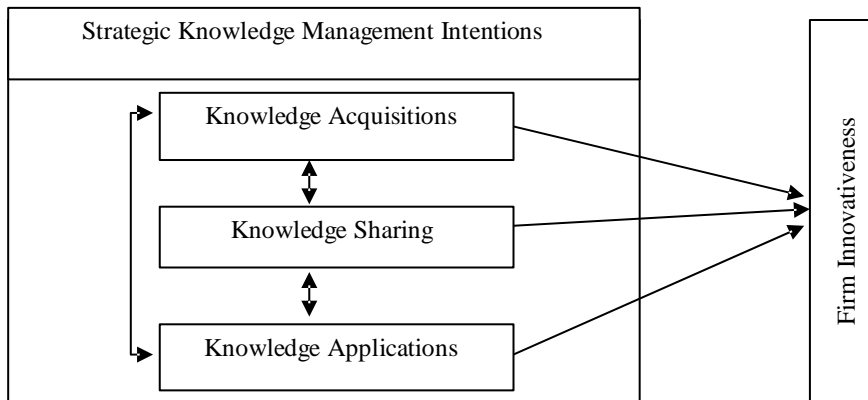 Strategic Knowledge Management Intentions
Knowledge Acquisitions
Knowledge Sharing
Knowledge Applications
Firm Innovativeness